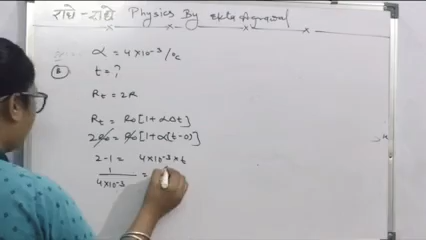 राधे - राधे Physics By Ekta Agrawal
α = 4×10⁻³ /°C
B t = ?
Rt = 2R
Rt = R₀[1+αΔt]
2R₀ = R₀[1+α(t-0)]
2-1 = 4×10⁻³×t
1/4×10⁻³ =